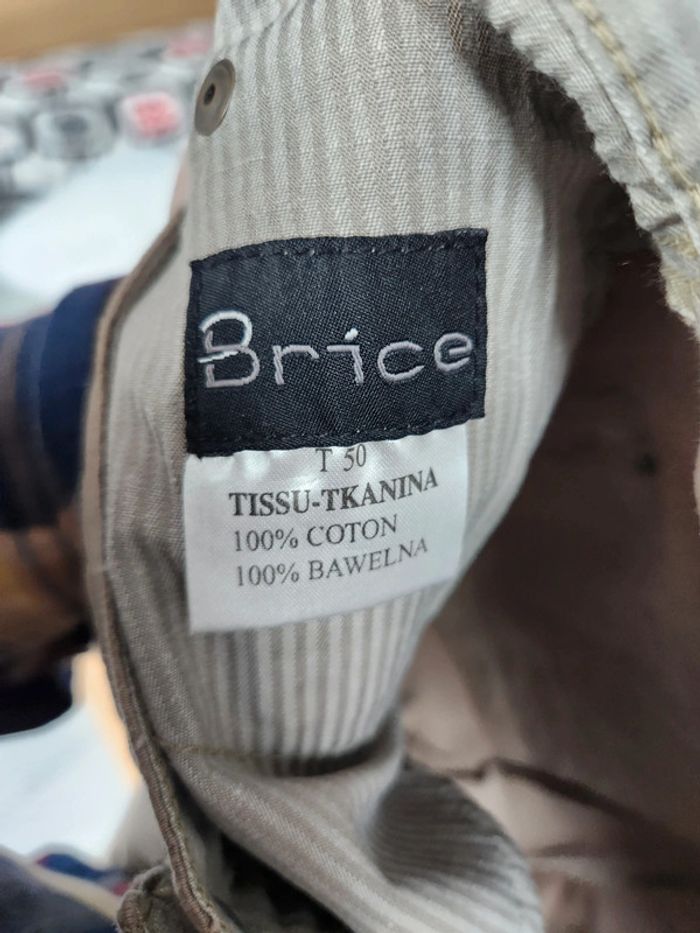 Brice
T 50
TISSU-TKANINA
100% COTON
100% BAWELNA